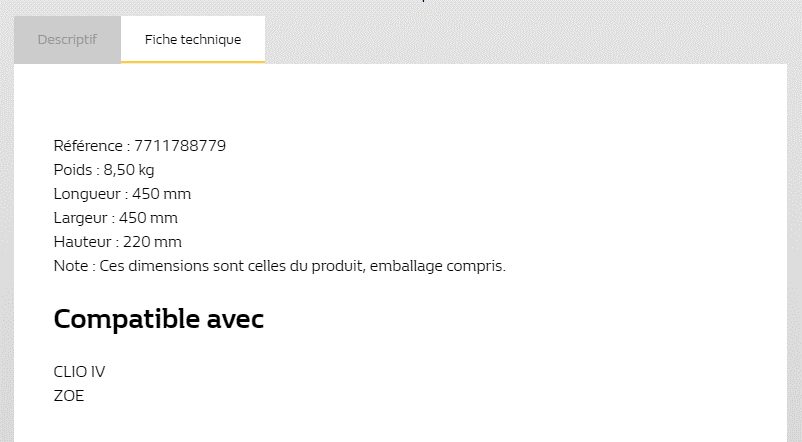 Descriptif
Fiche technique
Référence : 7711788779
Poids : 8,50 kg
Longueur : 450 mm
Largeur : 450 mm
Hauteur : 220 mm
Note : Ces dimensions sont celles du produit, emballage compris.
Compatible avec
CLIO IV
ZOE